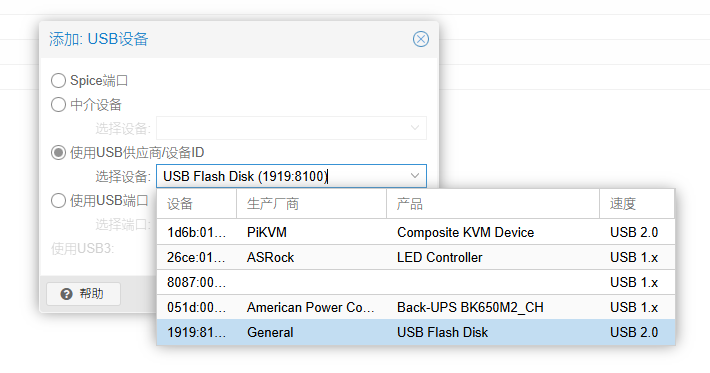 添加: USB设备
Spice端口
中介设备
选择设备:
使用USB供应商/设备ID
选择设备: USB Flash Disk (1919:8100)
使用USB端口
选择端口:
使用USB3:
帮助
设备 生产厂商 产品 速度
1d6b:01... PiKVM Composite KVM Device USB 2.0
26ce:01... ASRock LED Controller USB 1.x
8087:00... USB 1.x
051d:00... American Power Co... Back-UPS BK650M2_CH USB 1.x
1919:81... General USB Flash Disk USB 2.0